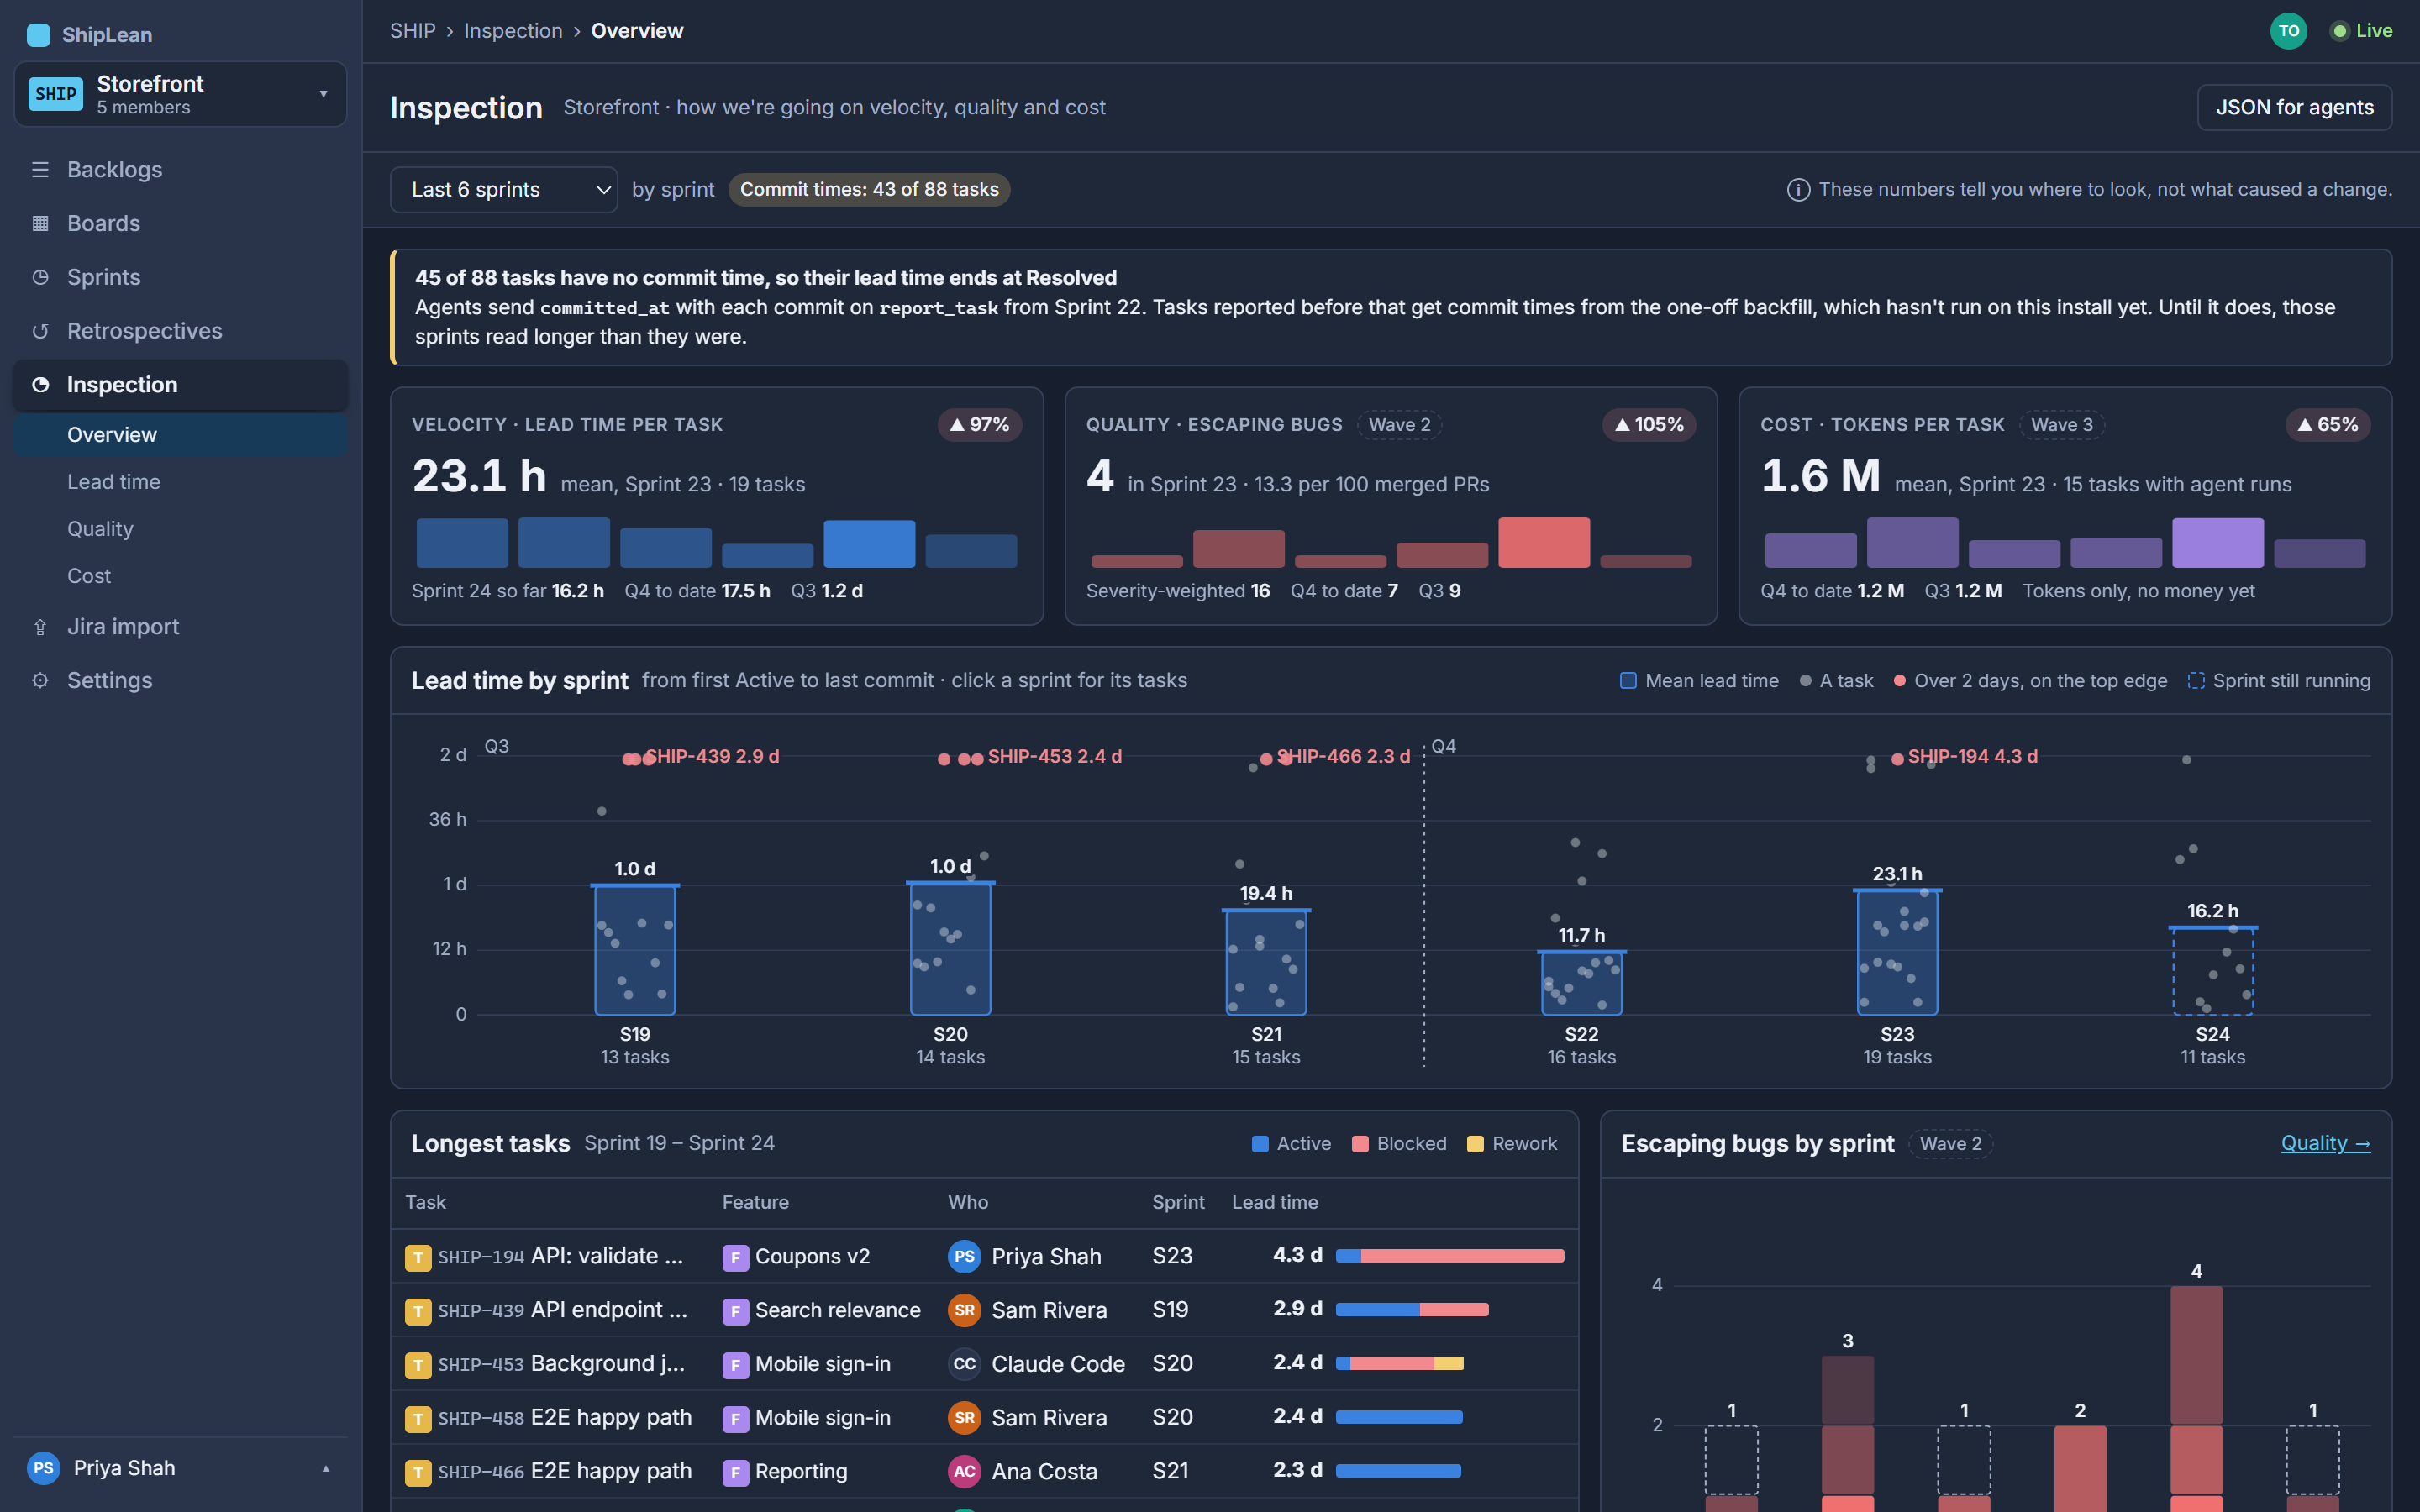 ShipLean
SHIP
Storefront
5 members
Backlogs
Boards
Sprints
Retrospectives
Inspection
Overview
Lead time
Quality
Cost
Jira import
Settings
PS Priya Shah
SHIP › Inspection › Overview
TO Live
Inspection Storefront · how we're going on velocity, quality and cost
JSON for agents
Last 6 sprints by sprint Commit times: 43 of 88 tasks
These numbers tell you where to look, not what caused a change.
45 of 88 tasks have no commit time, so their lead time ends at Resolved
Agents send committed_at with each commit on report_task from Sprint 22. Tasks reported before that get commit times from the one-off backfill, which hasn't run on this install yet. Until it does, those
sprints read longer than they were.
VELOCITY · LEAD TIME PER TASK ▲ 97%
23.1 h mean, Sprint 23 · 19 tasks
Sprint 24 so far 16.2 h Q4 to date 17.5 h Q3 1.2 d
QUALITY · ESCAPING BUGS Wave 2 ▲ 105%
4 in Sprint 23 · 13.3 per 100 merged PRs
Severity-weighted 16 Q4 to date 7 Q3 9
COST · TOKENS PER TASK Wave 3 ▲ 65%
1.6 M mean, Sprint 23 · 15 tasks with agent runs
Q4 to date 1.2 M Q3 1.2 M Tokens only, no money yet
Lead time by sprint from first Active to last commit · click a sprint for its tasks
Mean lead time A task Over 2 days, on the top edge Sprint still running
2 d Q3 SHIP-439 2.9 d SHIP-453 2.4 d SHIP-466 2.3 d Q4 SHIP-194 4.3 d
36 h
1 d
12 h
0
1.0 d 1.0 d 19.4 h 11.7 h 23.1 h 16.2 h
S19 S20 S21 S22 S23 S24
13 tasks 14 tasks 15 tasks 16 tasks 19 tasks 11 tasks
Longest tasks Sprint 19 – Sprint 24
Active Blocked Rework
Task Feature Who Sprint Lead time
T SHIP-194 API: validate ... F Coupons v2 PS Priya Shah S23 4.3 d
T SHIP-439 API endpoint ... F Search relevance SR Sam Rivera S19 2.9 d
T SHIP-453 Background j... F Mobile sign-in CC Claude Code S20 2.4 d
T SHIP-458 E2E happy path F Mobile sign-in SR Sam Rivera S20 2.4 d
T SHIP-466 E2E happy path F Reporting AC Ana Costa S21 2.3 d
Escaping bugs by sprint Wave 2 Quality →
4
2
1 3 1 2 4 1